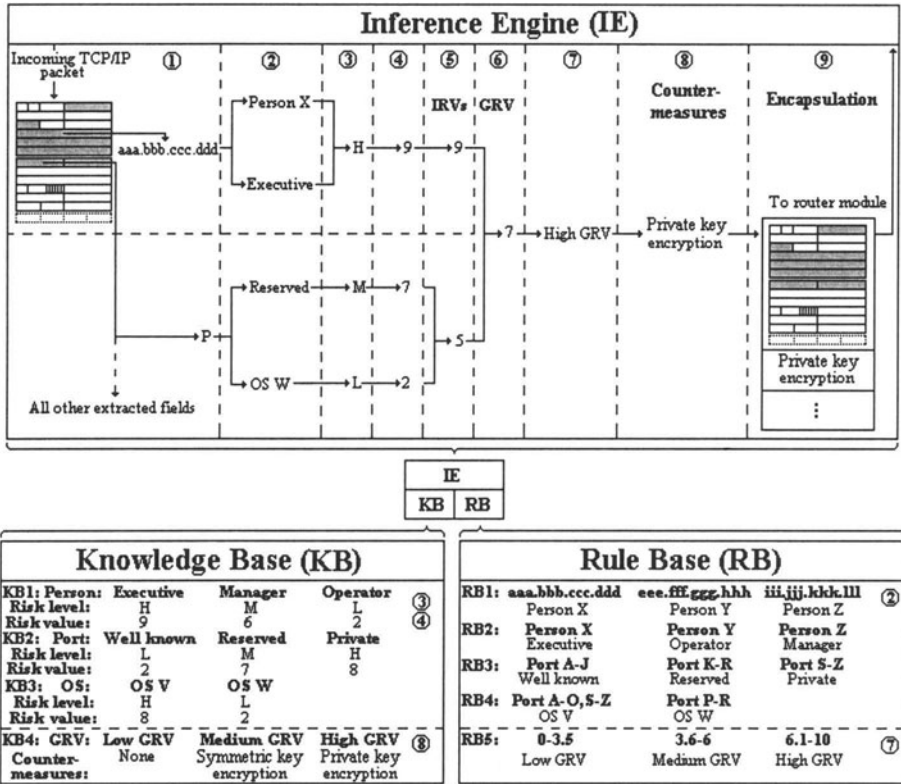 Inference Engine (IE)
Incoming TCP/IP packet
① ② ③ ④ ⑤ ⑥ ⑦ ⑧ ⑨
IRVs GRV
Counter-
measures
Encapsulation
aaa.bbb.ccc.ddd
Person X
Executive
H 9 9
To router module
7 High GRV Private key encryption
Reserved M 7
P 5
OS W L 2
All other extracted fields
Private key
encryption
⋮
IE
KB RB
Knowledge Base (KB)
KB1: Person: Executive Manager Operator
Risk level: H M L ③
Risk value: 9 6 2 ④
KB2: Port: Well known Reserved Private
Risk level: L M H
Risk value: 2 7 8
KB3: OS: OS V OS W
Risk level: H L
Risk value: 8 2
KB4: GRV: Low GRV Medium GRV High GRV ⑧
Counter- None Symmetric key Private key
measures: encryption encryption
Rule Base (RB)
RB1: aaa.bbb.ccc.ddd eee.fff.ggg.hhh iii.jjj.kkk.lll ②
Person X Person Y Person Z
RB2: Person X Person Y Person Z
Executive Operator Manager
RB3: Port A-J Port K-R Port S-Z
Well known Reserved Private
RB4: Port A-O,S-Z Port P-R
OS V OS W
RB5: 0-3.5 3.6-6 6.1-10 ⑦
Low GRV Medium GRV High GRV